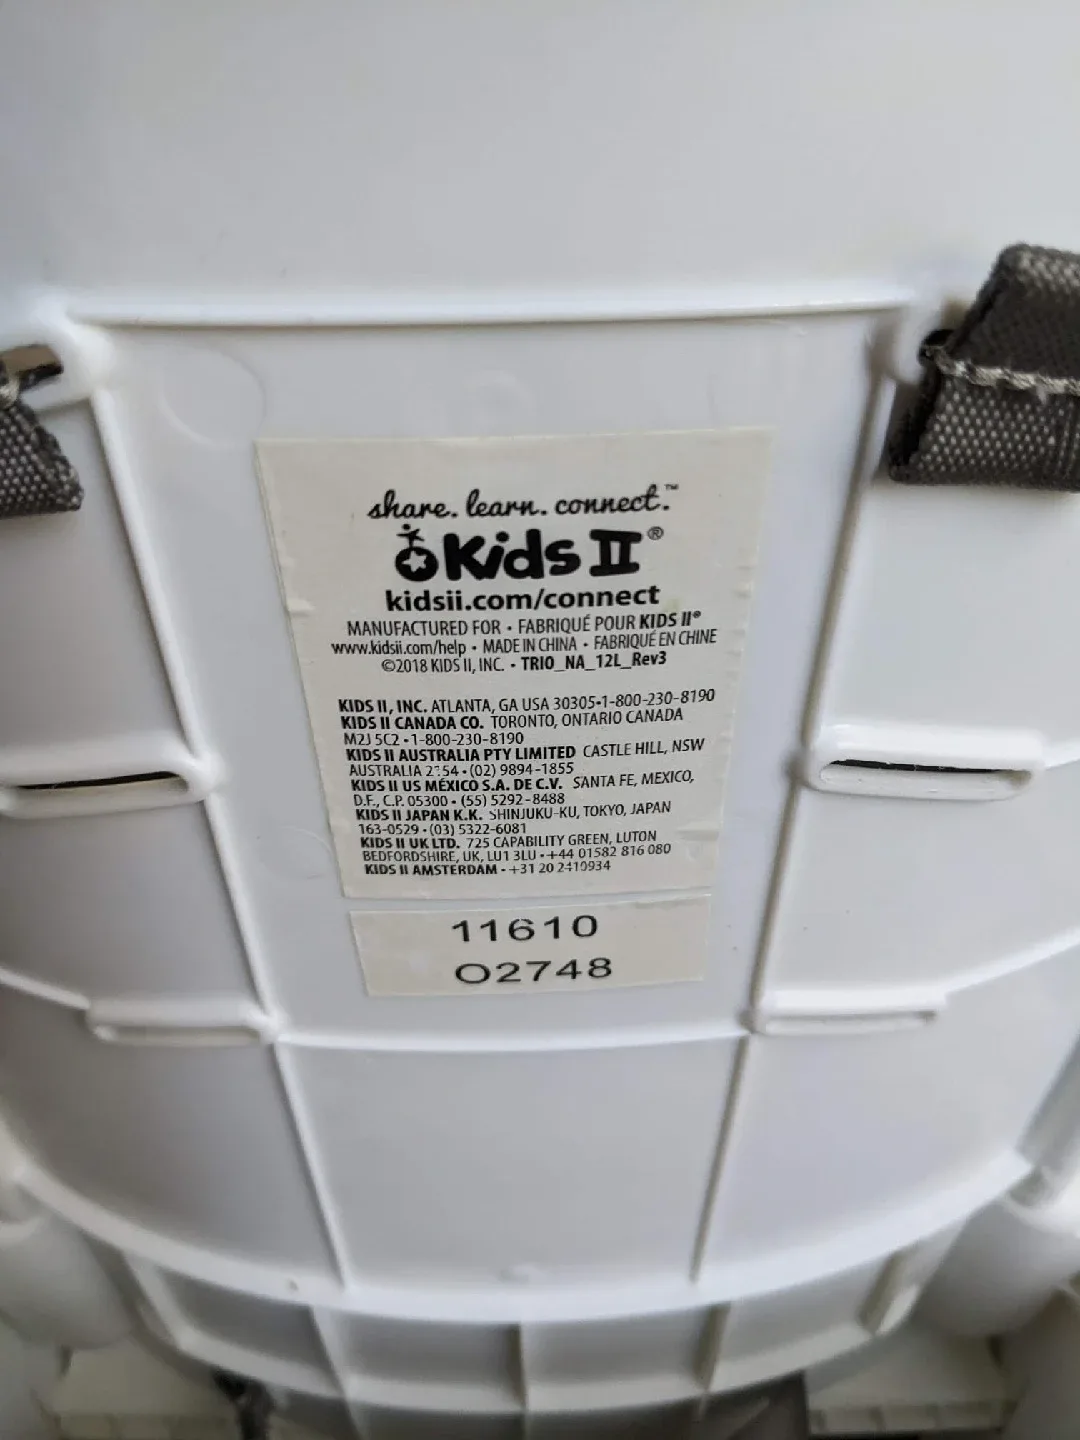 share. learn. connect.™
Kids II®
kidsii.com/connect
MANUFACTURED FOR • FABRIQUÉ POUR KIDS II®
www.kidsii.com/help • MADE IN CHINA • FABRIQUÉ EN CHINE
©2018 KIDS II, INC. • TRIO_NA_12L_Rev3
KIDS II, INC. ATLANTA, GA USA 30305•1-800-230-8190
KIDS II CANADA CO. TORONTO, ONTARIO CANADA
M2J 5C2 • 1-800-230-8190
KIDS II AUSTRALIA PTY LIMITED CASTLE HILL, NSW
AUSTRALIA 2154 • (02) 9894-1855
KIDS II US MÉXICO S.A. DE C.V. SANTA FE, MEXICO,
D.F., C.P. 05300 • (55) 5292-8488
KIDS II JAPAN K.K. SHINJUKU-KU, TOKYO, JAPAN
163-0529 • (03) 5322-6081
KIDS II UK LTD. 725 CAPABILITY GREEN, LUTON
BEDFORDSHIRE, UK, LU1 3LU • +44 01582 816 080
KIDS II AMSTERDAM • +31 20 2410934
11610
O2748